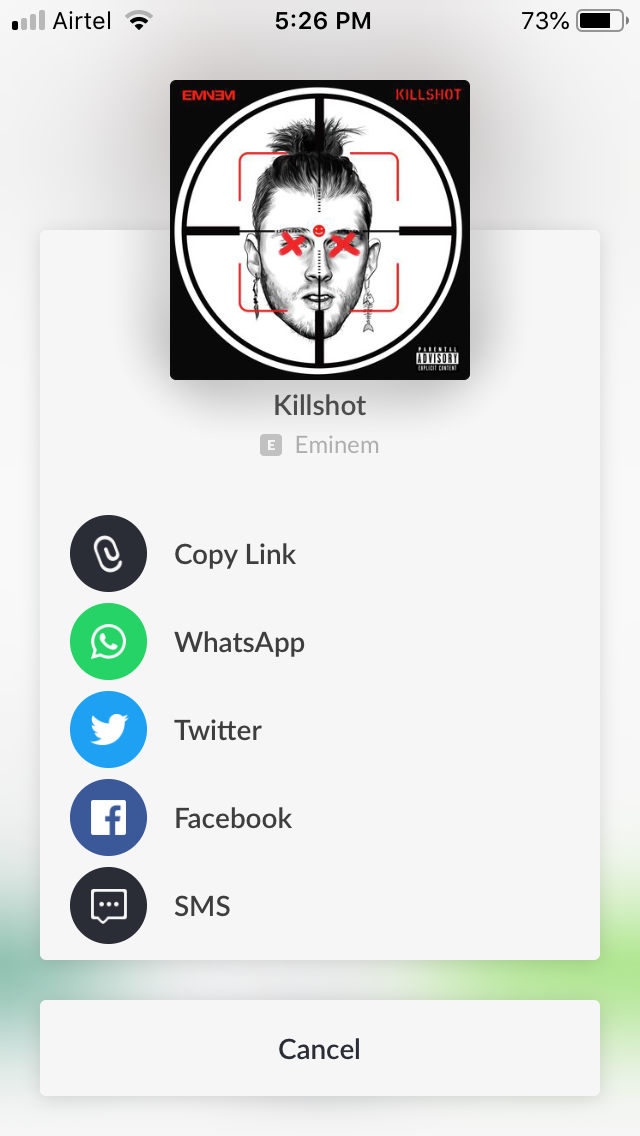 Airtel 5:26 PM 73%
EMINEM KILLSHOT
PARENTAL
ADVISORY
EXPLICIT CONTENT
Killshot
E Eminem
Copy Link
WhatsApp
Twitter
Facebook
SMS
Cancel